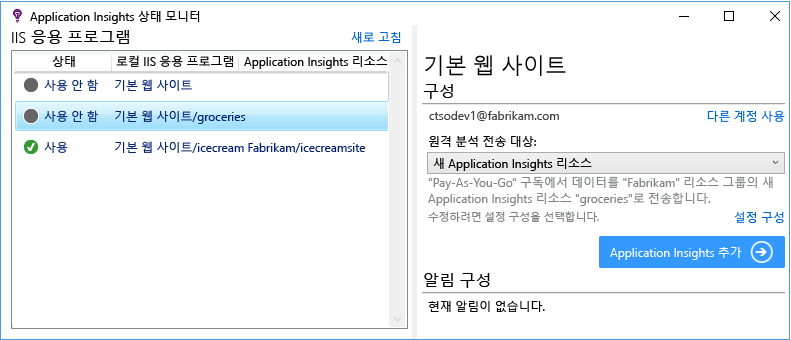 Application Insights 상태 모니터
IIS 응용 프로그램
새로 고침
상태 로컬 IIS 응용 프로그램 Application Insights 리소스
사용 안 함 기본 웹 사이트
사용 안 함 기본 웹 사이트/groceries
사용 기본 웹 사이트/icecream Fabrikam/icecreamsite
기본 웹 사이트
구성
ctsodev1@fabrikam.com 다른 계정 사용
원격 분석 전송 대상:
새 Application Insights 리소스
"Pay-As-You-Go" 구독에서 데이터를 "Fabrikam" 리소스 그룹의 새
Application Insights 리소스 "groceries"로 전송합니다.
수정하려면 설정 구성을 선택합니다. 설정 구성
Application Insights 추가
알림 구성
현재 알림이 없습니다.